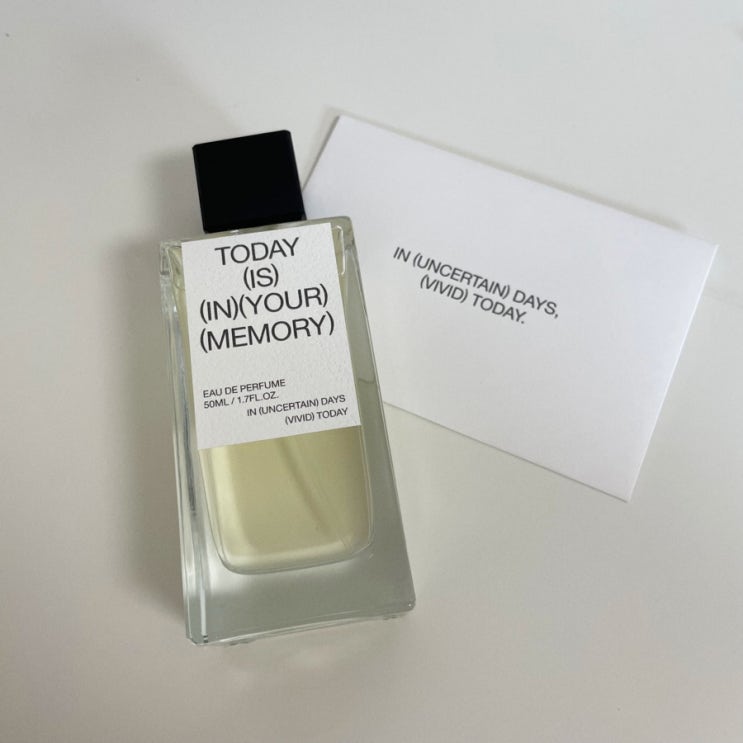 TODAY
(IS)
(IN)(YOUR)
(MEMORY)
EAU DE PERFUME
50ML / 1.7FL.OZ.
IN (UNCERTAIN) DAYS
(VIVID) TODAY
IN (UNCERTAIN) DAYS,
(VIVID) TODAY.